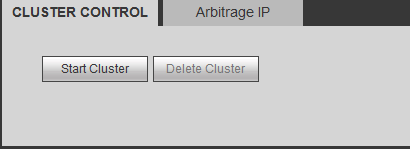 CLUSTER CONTROL Arbitrage IP
Start Cluster Delete Cluster